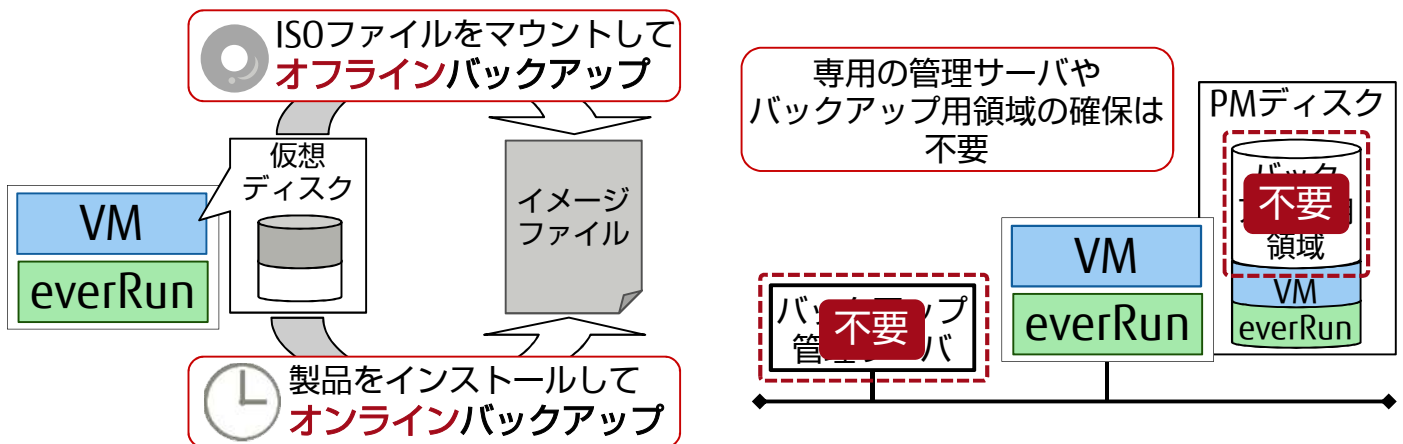 ISOファイルをマウントして
オフラインバックアップ
仮想
ディスク
VM
everRun
イメージ
ファイル
製品をインストールして
オンラインバックアップ
専用の管理サーバや
バックアップ用領域の確保は
不要
PMディスク
バック
不要
領域
VM
everRun
VM
everRun
不要